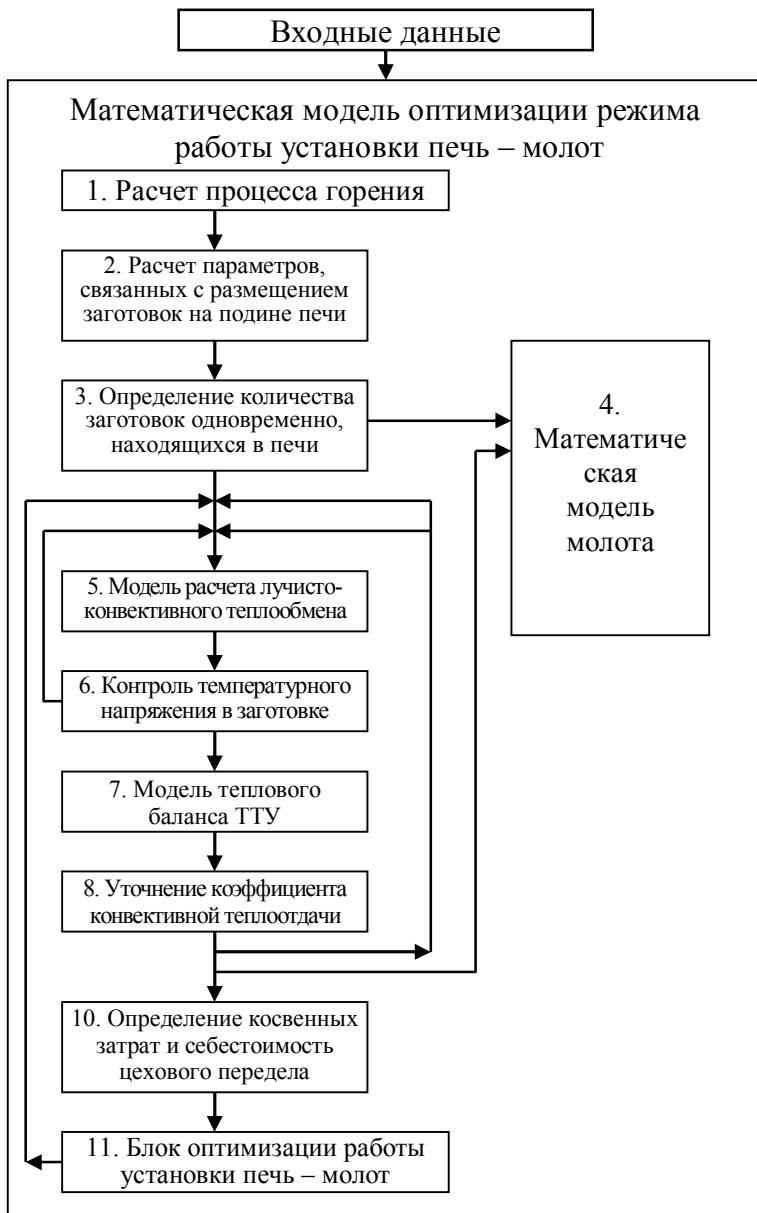 Входные данные
Математическая модель оптимизации режима
работы установки печь – молот
1. Расчет процесса горения
2. Расчет параметров,
связанных с размещением
заготовок на подине печи
3. Определение количества
заготовок одновременно,
находящихся в печи
4.
Математиче
ская
модель
молота
5. Модель расчета лучисто-
конвективного теплообмена
6. Контроль температурного
напряжения в заготовке
7. Модель теплового
баланса ТТУ
8. Уточнение коэффициента
конвективной теплоотдачи
10. Определение косвенных
затрат и себестоимость
цехового передела
11. Блок оптимизации работы
установки печь – молот